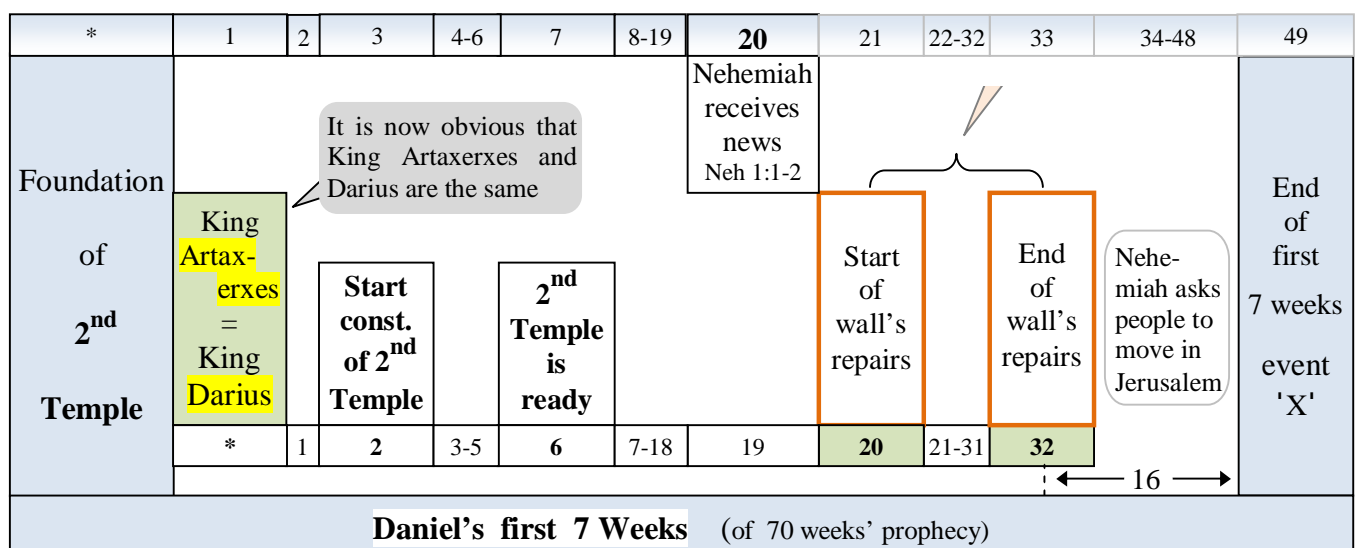 * 1 2 3 4-6 7 8-19 20 21 22-32 33 34-48 49
Foundation
of
2nd
Temple
King
Artax-
erxes
=
King
Darius
It is now obvious that
King Artaxerxes and
Darius are the same
Start
const.
of 2nd
Temple
2nd
Temple
is
ready
Nehemiah
receives
news
Neh 1:1-2
Start
of
wall's
repairs
End
of
wall's
repairs
Nehe-
miah asks
people to
move in
Jerusalem
End
of
first
7 weeks
event
'X'
* 1 2 3-5 6 7-18 19 20 21-31 32
16
Daniel's first 7 Weeks (of 70 weeks' prophecy)